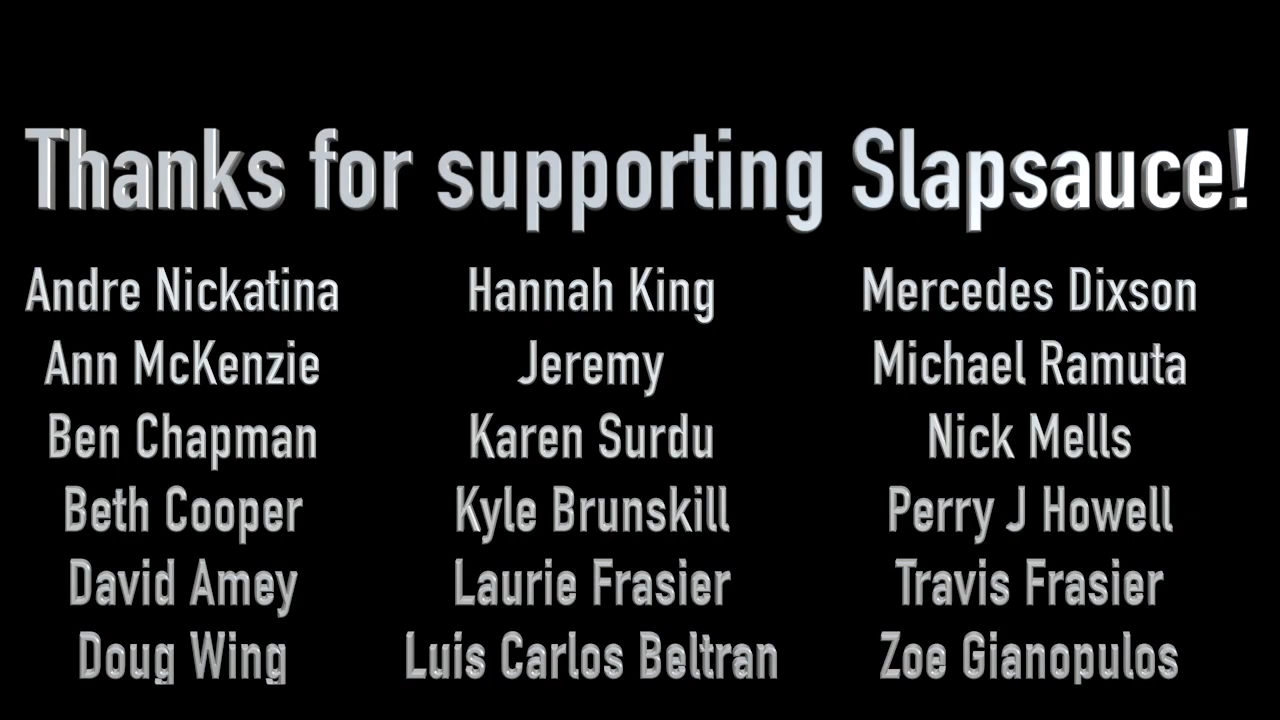 Thanks for supporting Slapsauce!
Andre Nickatina
Ann McKenzie
Ben Chapman
Beth Cooper
David Amey
Doug Wing
Hannah King
Jeremy
Karen Surdu
Kyle Brunskill
Laurie Frasier
Luis Carlos Beltran
Mercedes Dixson
Michael Ramuta
Nick Mells
Perry J Howell
Travis Frasier
Zoe Gianopulos